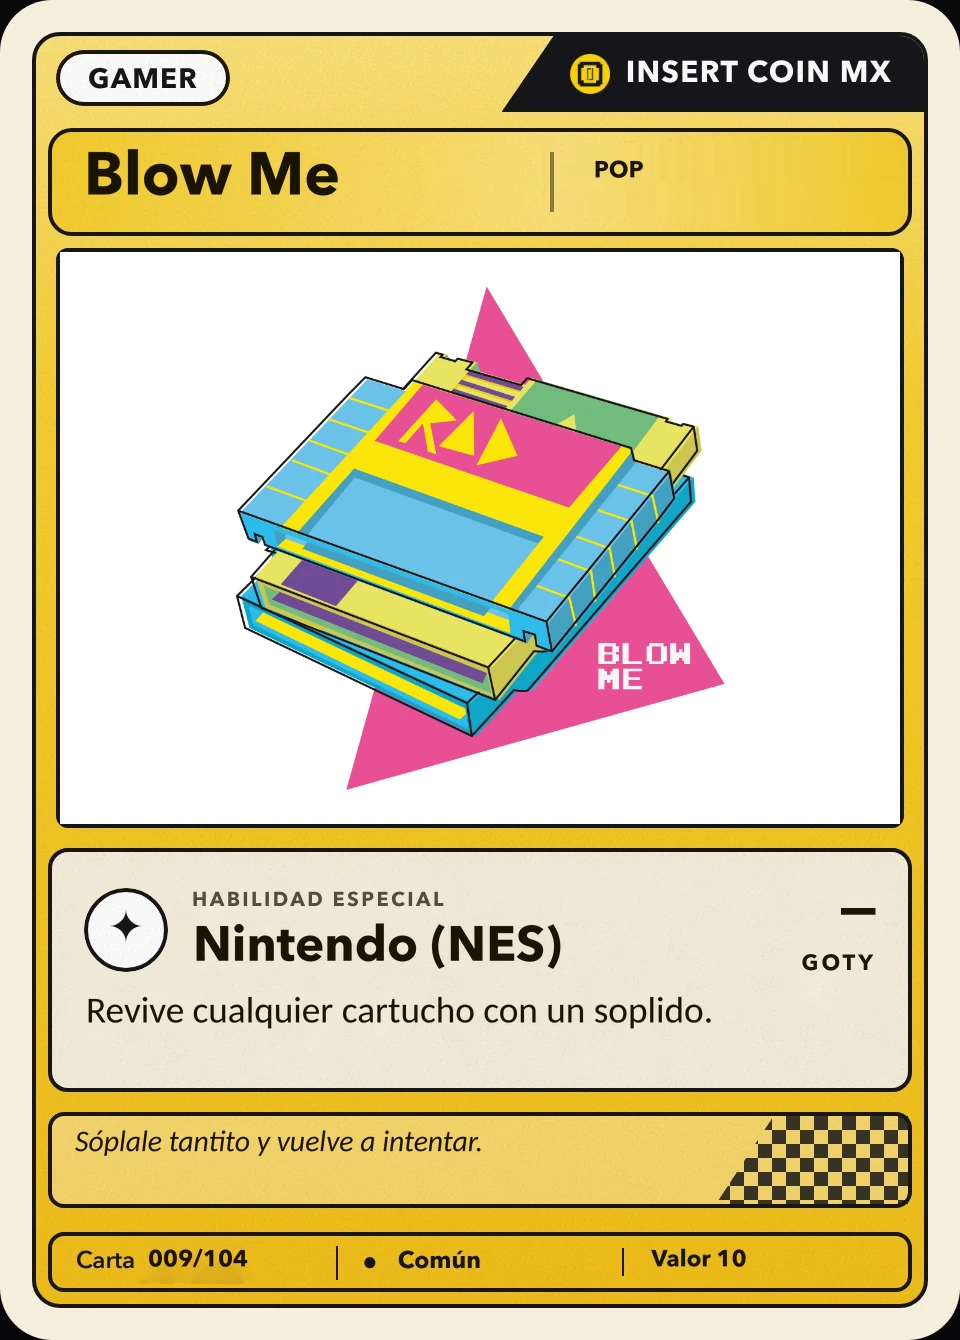 GAMER
INSERT COIN MX
Blow Me
POP
RAD
BLOW
ME
HABILIDAD ESPECIAL
Nintendo (NES)
—
GOTY
Revive cualquier cartucho con un soplido.
Sóplale tantito y vuelve a intentar.
Carta 009/104
● Común
Valor 10